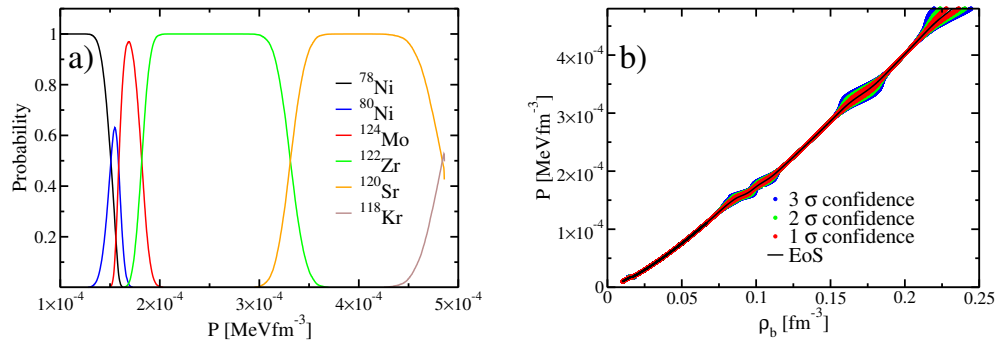 a)
1
0.8
0.6
0.4
0.2
Probability
⁷⁸Ni
⁸⁰Ni
¹²⁴Mo
¹²²Zr
¹²⁰Sr
¹¹⁸Kr
1×10⁻⁴ 2×10⁻⁴ 3×10⁻⁴ 4×10⁻⁴ 5×10⁻⁴
P [MeVfm⁻³]
b)
4×10⁻⁴
3×10⁻⁴
2×10⁻⁴
1×10⁻⁴
0
P [MeVfm⁻³]
3 σ confidence
2 σ confidence
1 σ confidence
EoS
0 0.05 0.1 0.15 0.2 0.25
ρb [fm⁻³]